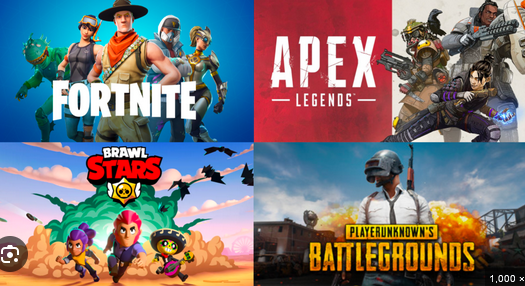 FORTNITE
APEX
LEGENDS
BRAWL
STARS
PLAYERUNKNOWN'S
BATTLEGROUNDS
1,000 ×